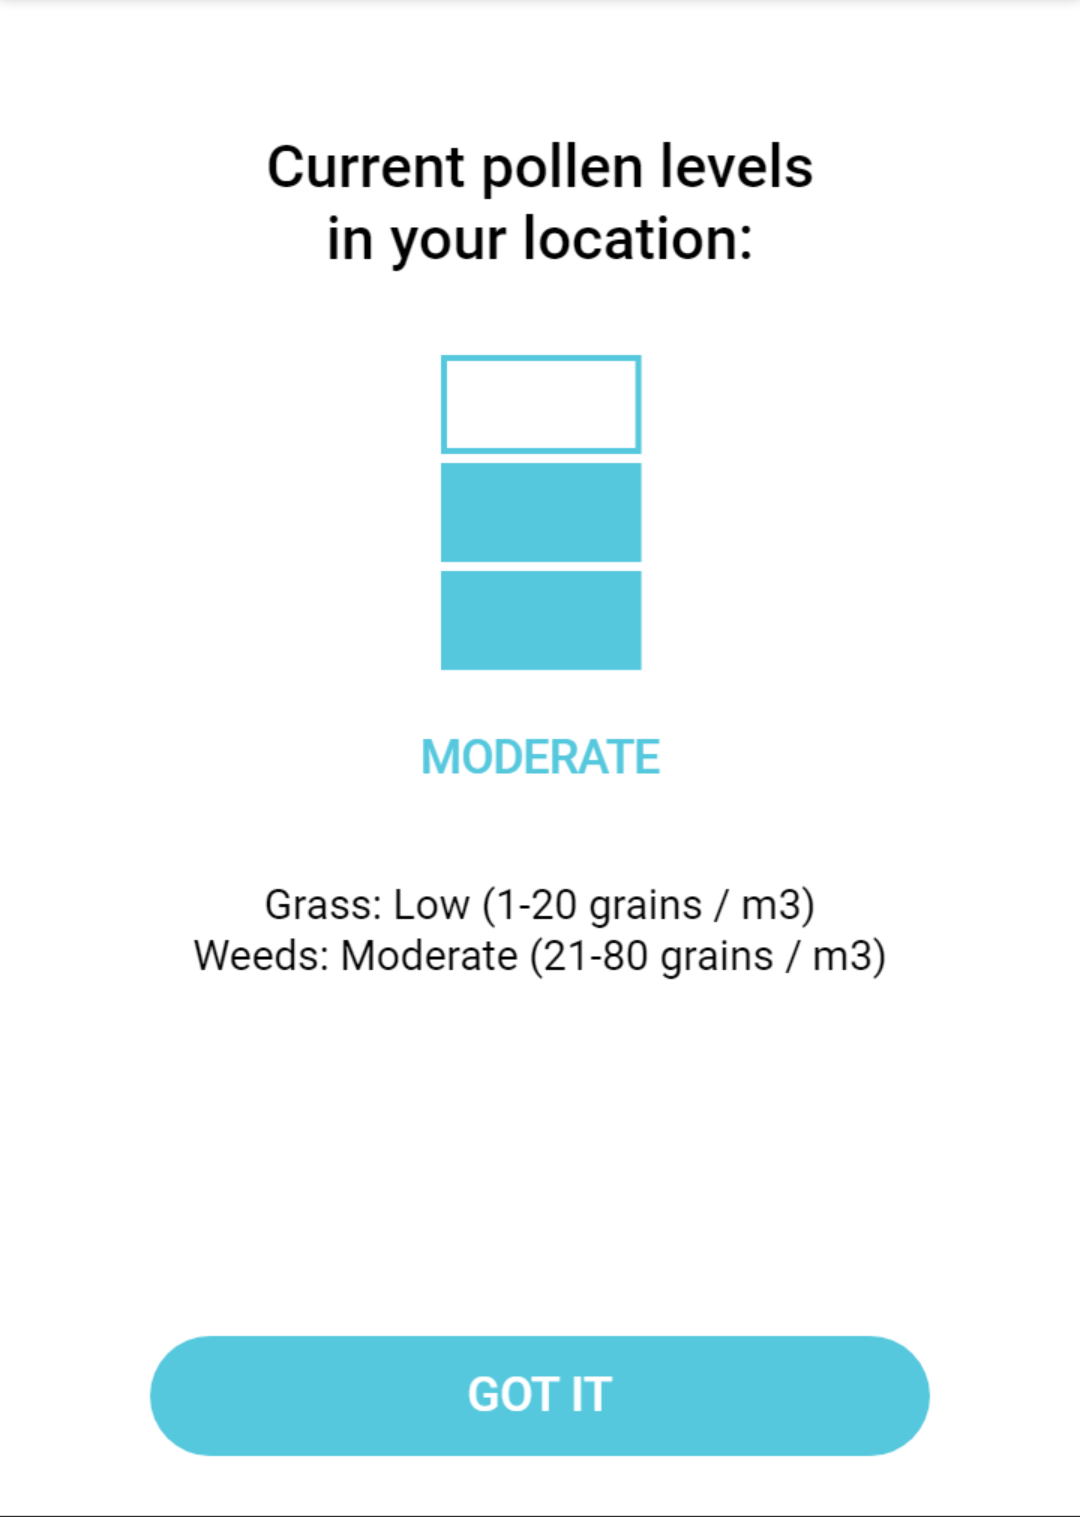 Current pollen levels
in your location:
MODERATE
Grass: Low (1-20 grains / m3)
Weeds: Moderate (21-80 grains / m3)
GOT IT